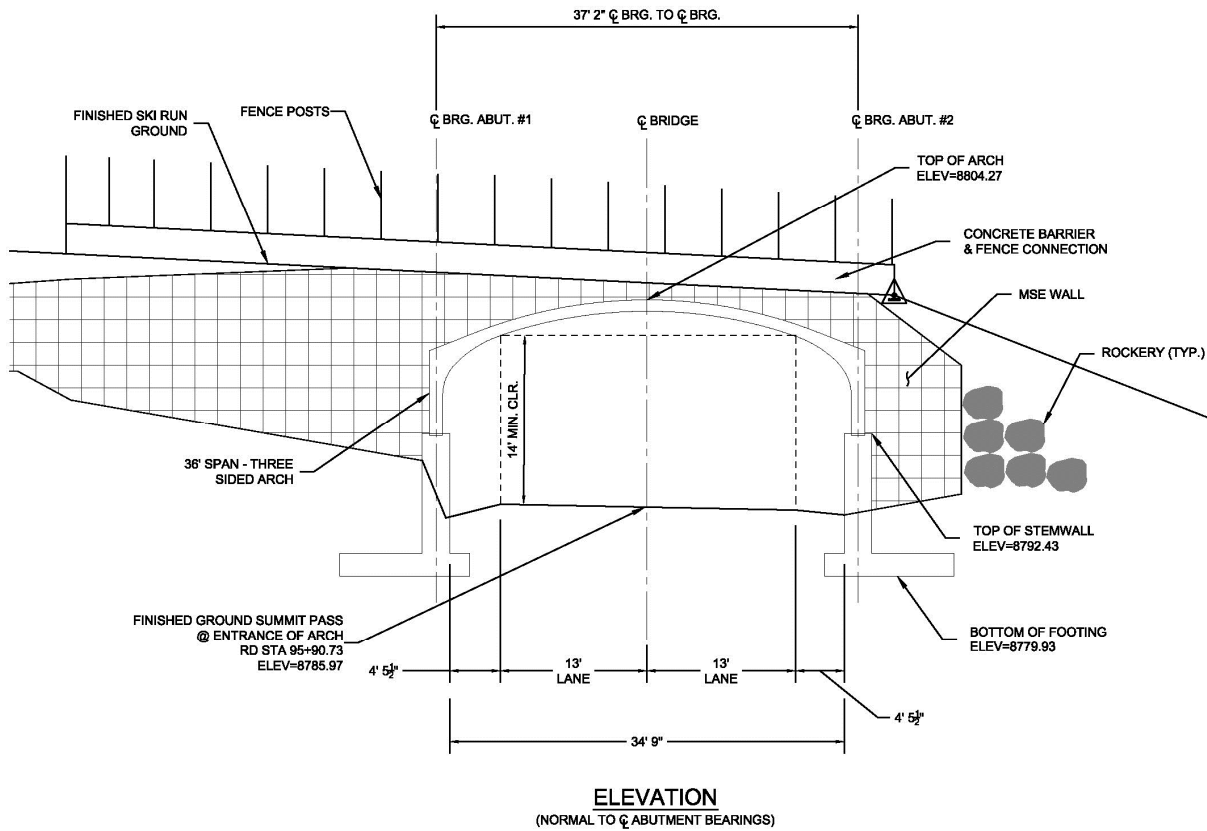 37' 2" ℄ BRG. TO ℄ BRG.
FINISHED SKI RUN
GROUND
FENCE POSTS
℄ BRG. ABUT. #1
℄ BRIDGE
℄ BRG. ABUT. #2
TOP OF ARCH
ELEV=8804.27
CONCRETE BARRIER
& FENCE CONNECTION
MSE WALL
ROCKERY (TYP.)
14' MIN. CLR.
36' SPAN - THREE
SIDED ARCH
TOP OF STEMWALL
ELEV=8792.43
FINISHED GROUND SUMMIT PASS
@ ENTRANCE OF ARCH
RD STA 95+90.73
ELEV=8785.97
BOTTOM OF FOOTING
ELEV=8779.93
4' 5½"
13'
LANE
13'
LANE
4' 5½"
34' 9"
ELEVATION
(NORMAL TO ℄ ABUTMENT BEARINGS)